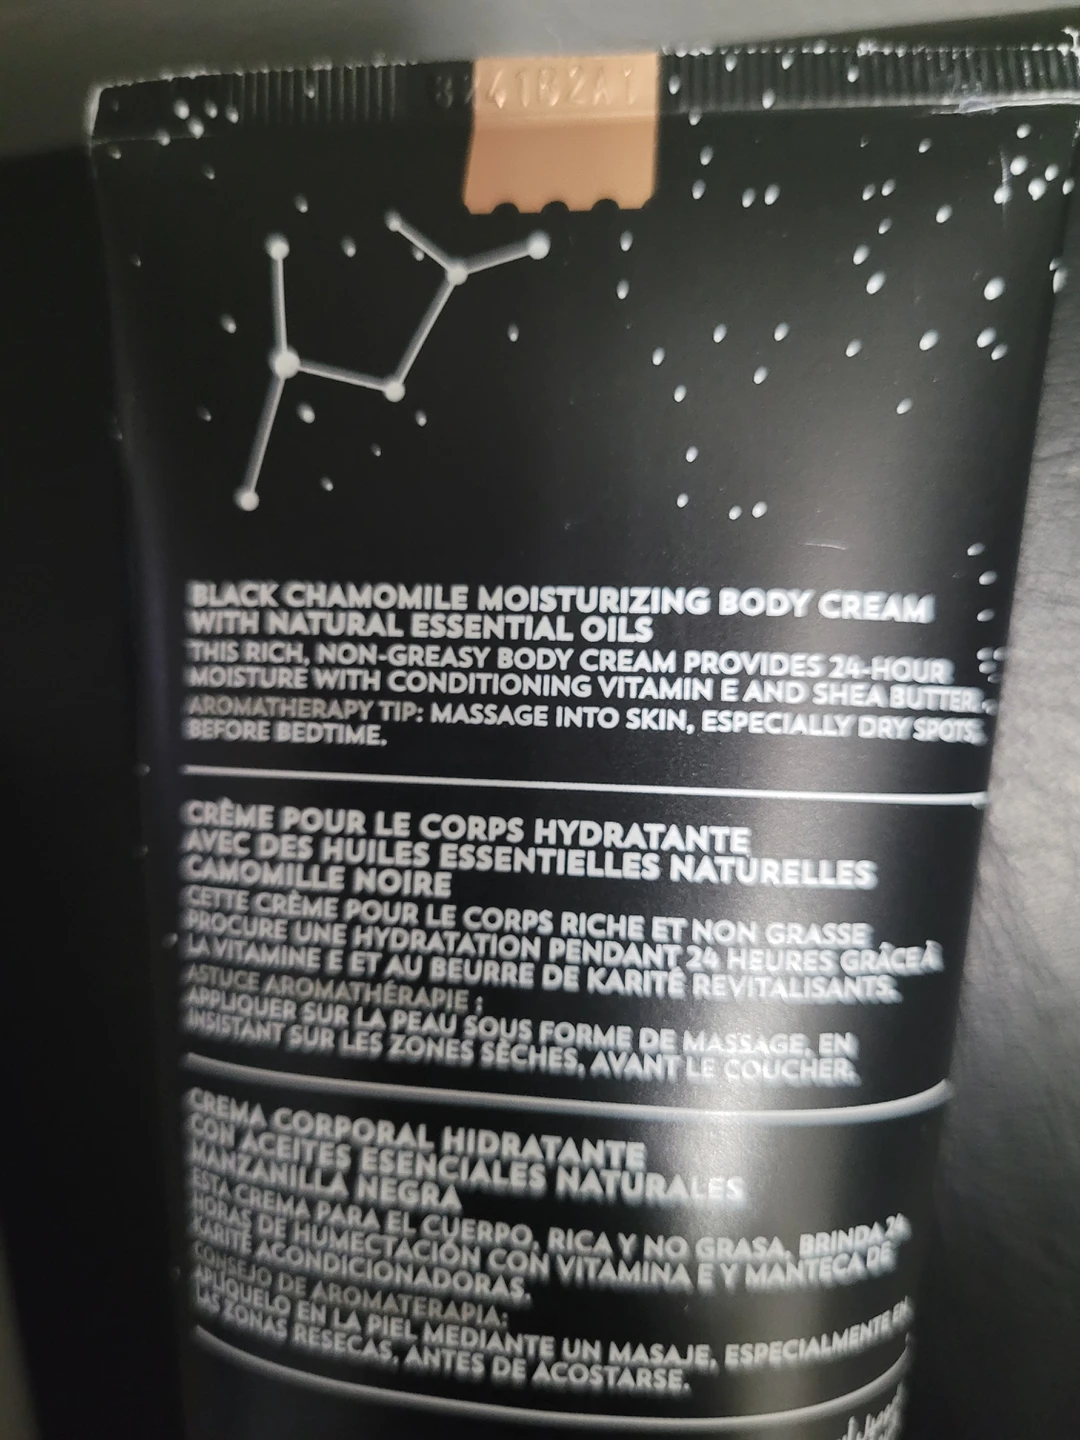 BLACK CHAMOMILE MOISTURIZING BODY CREAM
WITH NATURAL ESSENTIAL OILS
THIS RICH, NON-GREASY BODY CREAM PROVIDES 24-HOUR
MOISTURE WITH CONDITIONING VITAMIN E AND SHEA BUTTER.
AROMATHERAPY TIP: MASSAGE INTO SKIN, ESPECIALLY DRY SPOTS,
BEFORE BEDTIME.
CRÈME POUR LE CORPS HYDRATANTE
AVEC DES HUILES ESSENTIELLES NATURELLES
CAMOMILLE NOIRE
CETTE CRÈME POUR LE CORPS RICHE ET NON GRASSE
PROCURE UNE HYDRATATION PENDANT 24 HEURES GRÂCE À
LA VITAMINE E ET AU BEURRE DE KARITÉ REVITALISANTS.
ASTUCE AROMATHÉRAPIE :
APPLIQUER SUR LA PEAU SOUS FORME DE MASSAGE, EN
INSISTANT SUR LES ZONES SÈCHES, AVANT LE COUCHER.
CREMA CORPORAL HIDRATANTE
CON ACEITES ESENCIALES NATURALES
MANZANILLA NEGRA
ESTA CREMA PARA EL CUERPO, RICA Y NO GRASA, BRINDA 24
HORAS DE HUMECTACIÓN CON VITAMINA E Y MANTECA DE
KARITÉ ACONDICIONADORAS.
CONSEJO DE AROMATERAPIA:
APLÍQUELO EN LA PIEL MEDIANTE UN MASAJE, ESPECIALMENTE EN
LAS ZONAS RESECAS, ANTES DE ACOSTARSE.